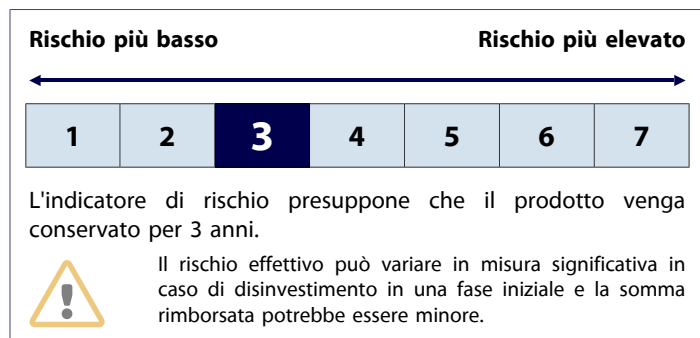 Rischio più basso Rischio più elevato
1 2 3 4 5 6 7
L'indicatore di rischio presuppone che il prodotto venga
conservato per 3 anni.
Il rischio effettivo può variare in misura significativa in
caso di disinvestimento in una fase iniziale e la somma
rimborsata potrebbe essere minore.